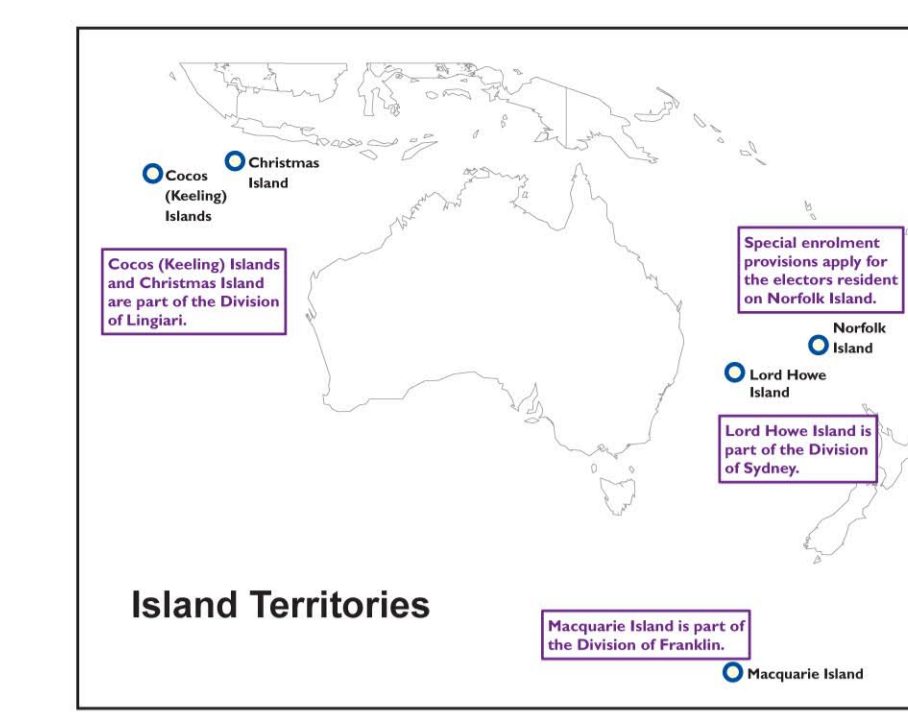 Christmas
Island
Cocos
(Keeling)
Islands
Cocos (Keeling) Islands
and Christmas Island
are part of the Division
of Lingiari.
Special enrolment
provisions apply for
the electors resident
on Norfolk Island.
Norfolk
Island
Lord Howe
Island
Lord Howe Island is
part of the Division
of Sydney.
Island Territories
Macquarie Island is part of
the Division of Franklin.
Macquarie Island